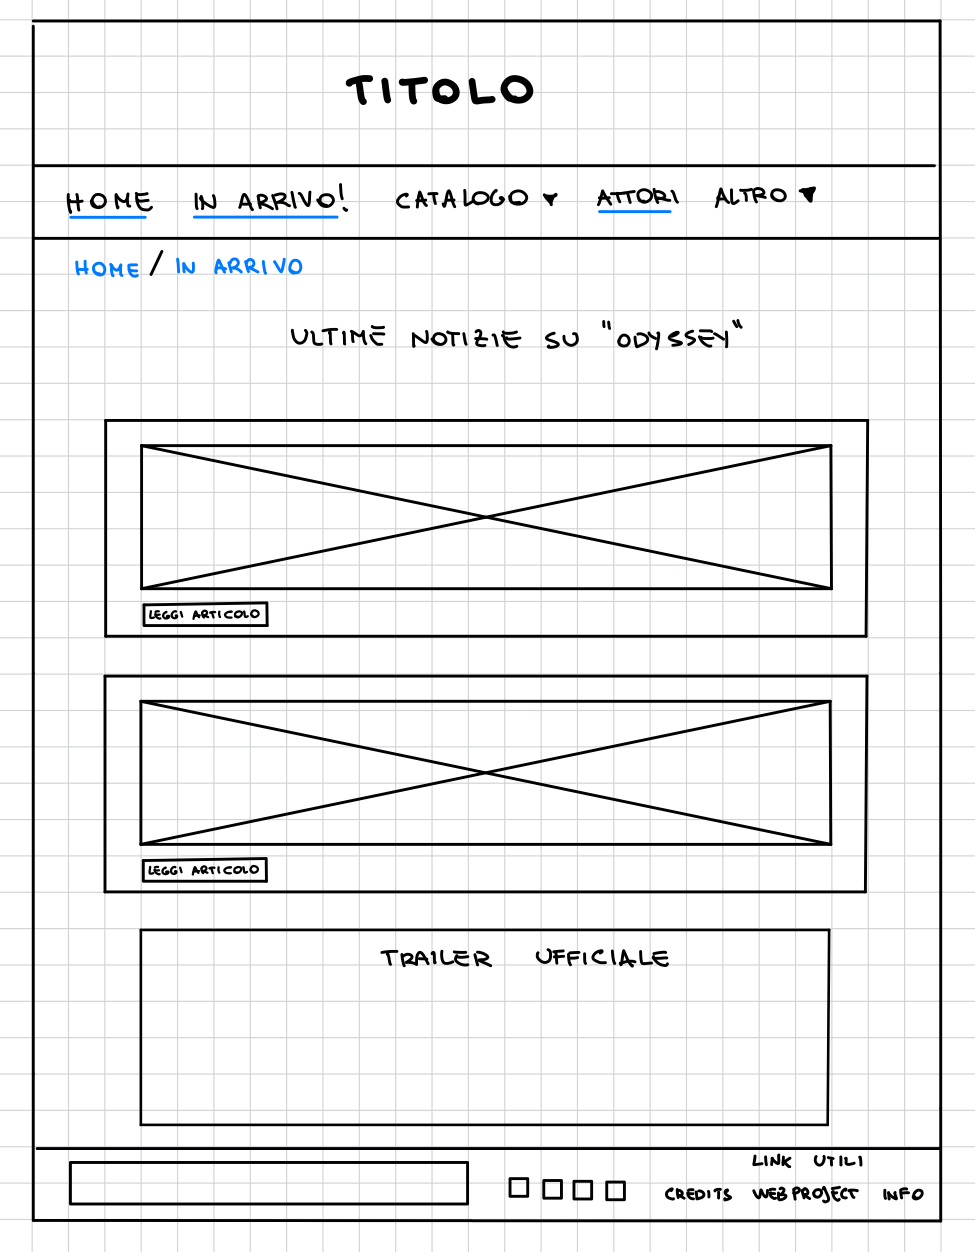 TITOLO
HOME IN ARRIVO! CATALOGO ▼ ATTORI ALTRO ▼
HOME / IN ARRIVO
ULTIME NOTIZIE SU "ODYSSEY"
LEGGI ARTICOLO
LEGGI ARTICOLO
TRAILER UFFICIALE
LINK UTILI
CREDITS WEB PROJECT INFO